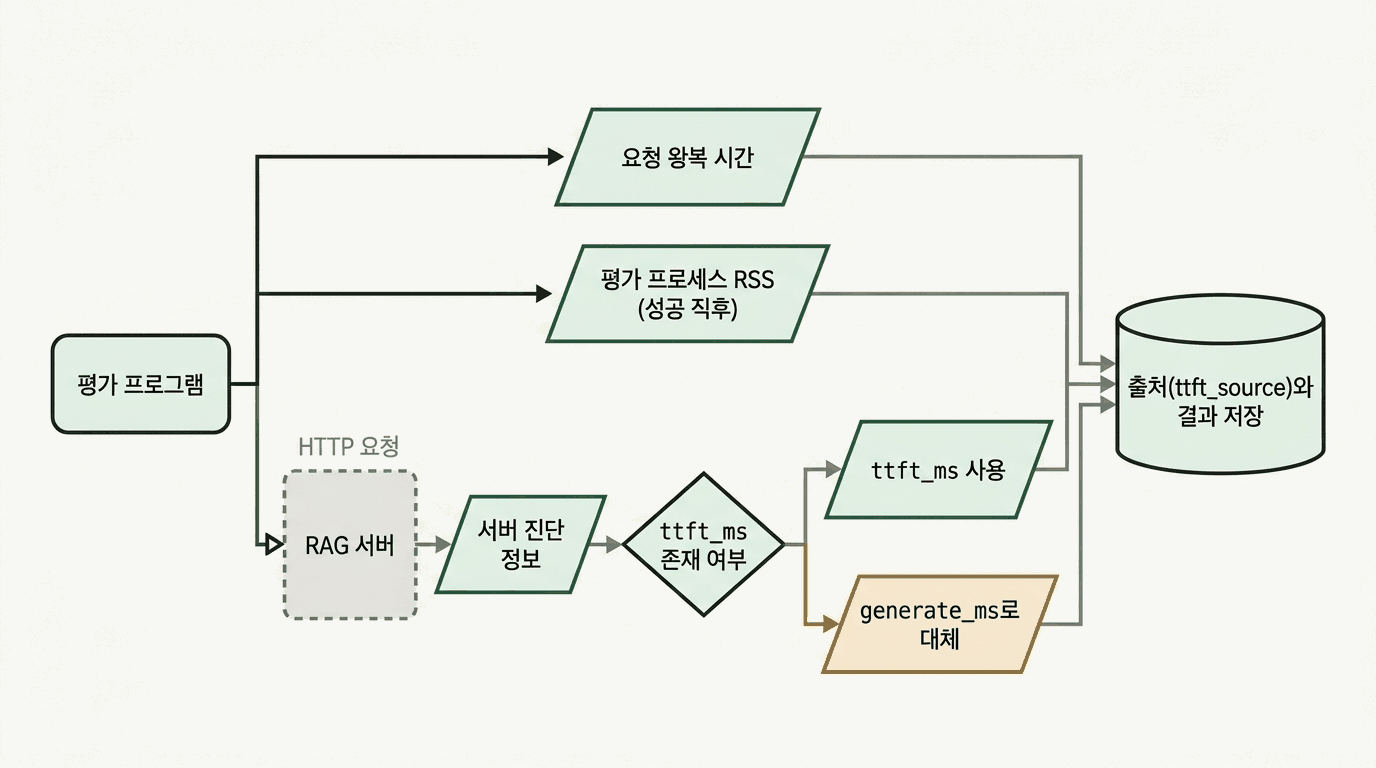 요청 왕복 시간
평가 프로세스 RSS
(성공 직후)
평가 프로그램
출처(ttft_source)와
결과 저장
HTTP 요청
RAG 서버
서버 진단
정보
ttft_ms
존재 여부
ttft_ms 사용
generate_ms로
대체